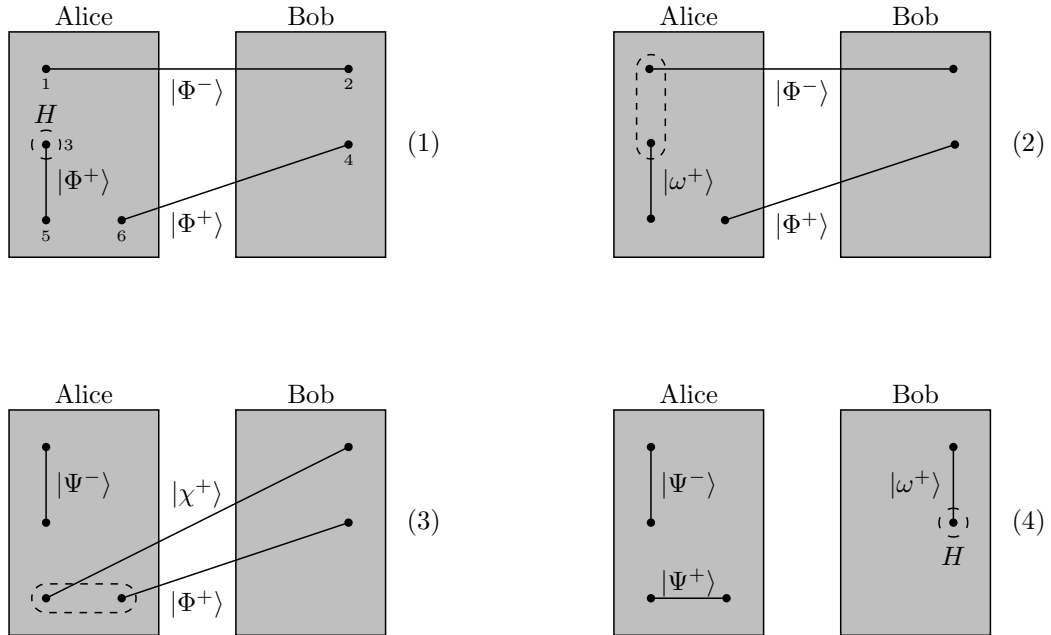 Alice Bob
1 2
|Φ⁻⟩
H
3 4 (1)
|Φ⁺⟩
|Φ⁺⟩
5 6
Alice Bob
|Φ⁻⟩
(2)
|ω⁺⟩
|Φ⁺⟩
Alice Bob
|Ψ⁻⟩ |χ⁺⟩
(3)
|Φ⁺⟩
Alice Bob
|Ψ⁻⟩ |ω⁺⟩
(4)
H
|Ψ⁺⟩